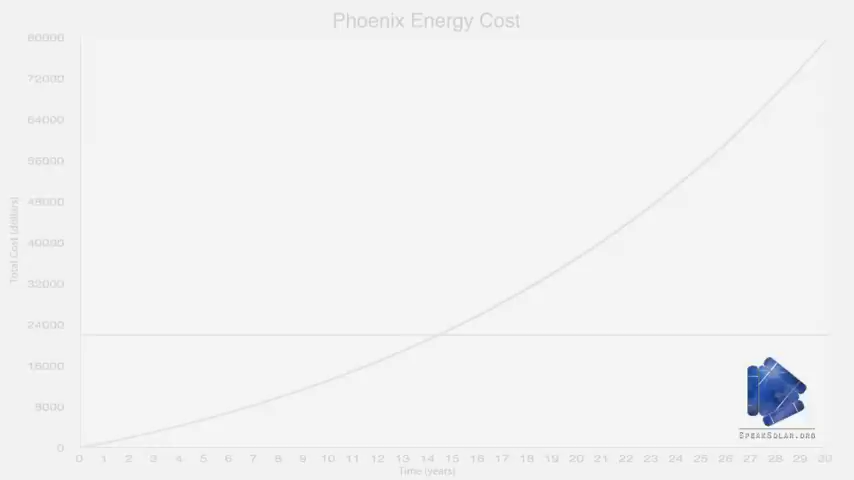 Phoenix Energy Cost
80000
72000
64000
56000
48000
40000
32000
24000
16000
8000
0
Total Cost (dollars)
0 1 2 3 4 5 6 7 8 9 10 11 12 13 14 15 16 17 18 19 20 21 22 23 24 25 26 27 28 29 30
Time (years)
SpeakSolar.org